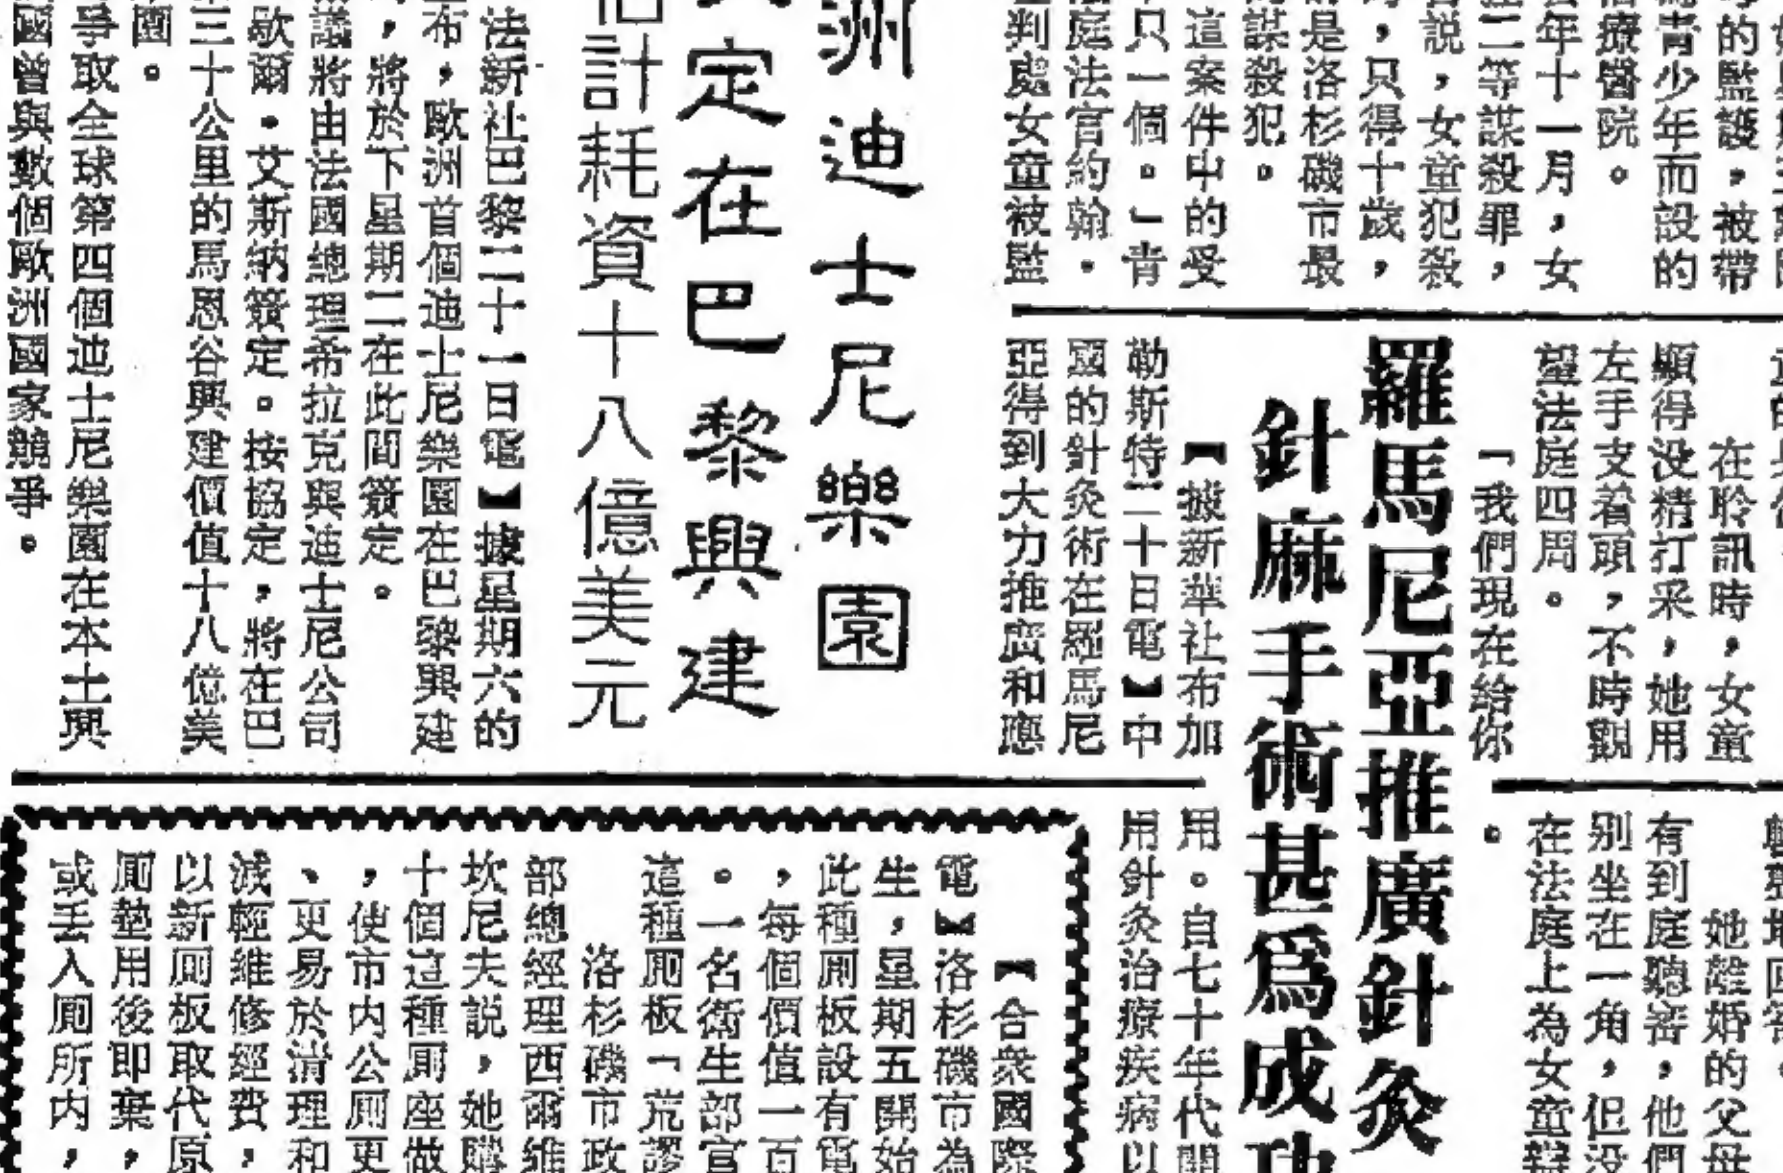 的監護，被帶
青少年而設的
療醫院。
年十一月，女
二等謀殺罪，
說，女童犯殺
，只得十歲，
是洛杉磯市最
謀殺犯。
這案件中的受
只一個。」青
庭法官約翰·
判處女童被監
在聆訊時，女童
顯得没精打采，她用
左手支着頭，不時觀
望法庭四周。
「我們現在給你
她離婚的父母
有到庭聽審，他們
别坐在一角，但没
在法庭上為女童辯
。
羅馬尼亞推廣針灸
針麻手術甚爲成功
【據新華社布加
勒斯特二十日電】中
國的針灸術在羅馬尼
亞得到大力推廣和應
用。自七十年代開
用針灸治療疾病以
洲迪士尼樂園
定在巴黎興建
估計耗資十八億美元
法新社巴黎二十一日電】據星期六的
布，歐洲首個迪士尼樂園在巴黎興建
，將於下星期二在此間簽定。
議將由法國總理希拉克與迪士尼公司
歇爾·艾斯納簽定。按協定，將在巴
三十公里的馬恩谷興建價值十八億美
園。
爭取全球第四個迪士尼樂園在本土興
國曾與數個歐洲國家競爭。
【合衆國際
電】洛杉磯市為
生，星期五開始
此種厠板設有電
，每個價值一百
。一名衛生部官
這種厠板「荒謬
洛杉磯市政
部總經理西爾維
坎尼夫説，她購
十個這種厠座做
，使市内公厠更
、更易於清理和
減輕維修經費，
以新厠板取代原
厠墊用後即棄，
或丢入厠所内，